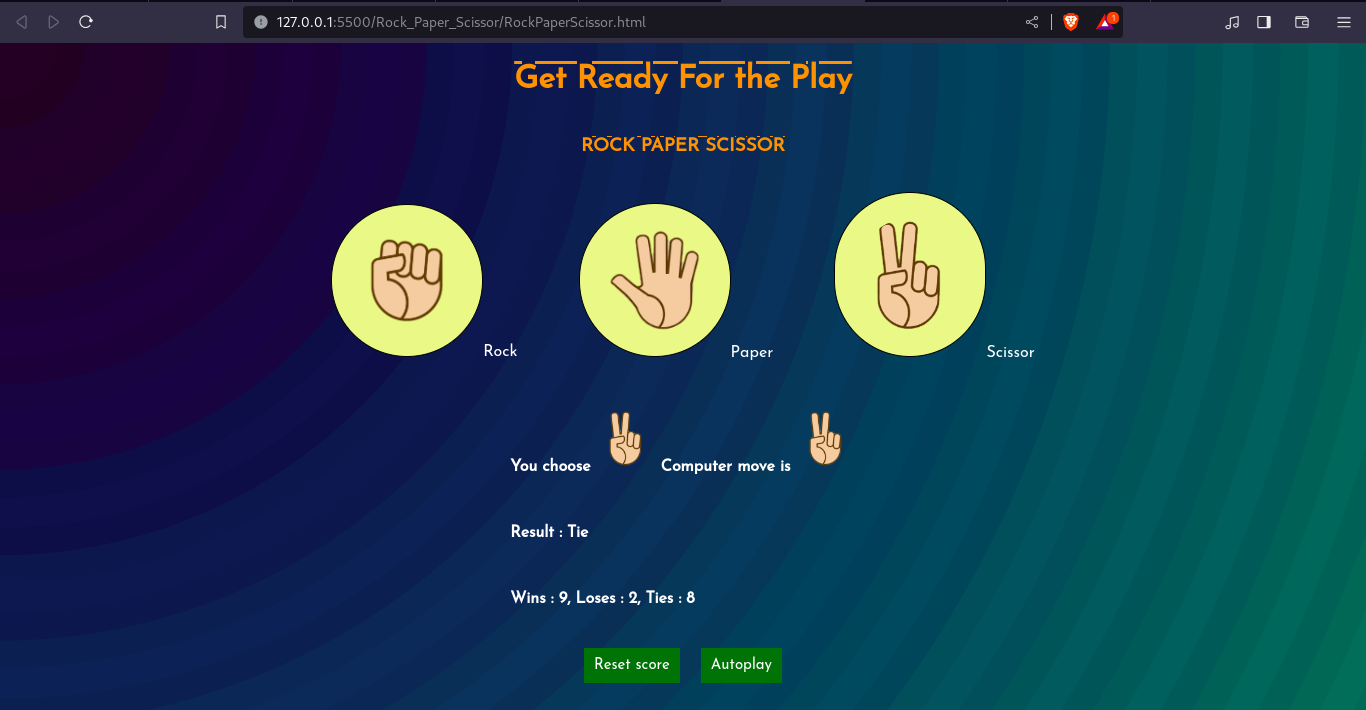 127.0.0.1:5500/Rock_Paper_Scissor/RockPaperScissor.html
1
Get Ready For the Play
ROCK PAPER SCISSOR
Rock
Paper
Scissor
You choose Computer move is
Result : Tie
Wins : 9, Loses : 2, Ties : 8
Reset score Autoplay